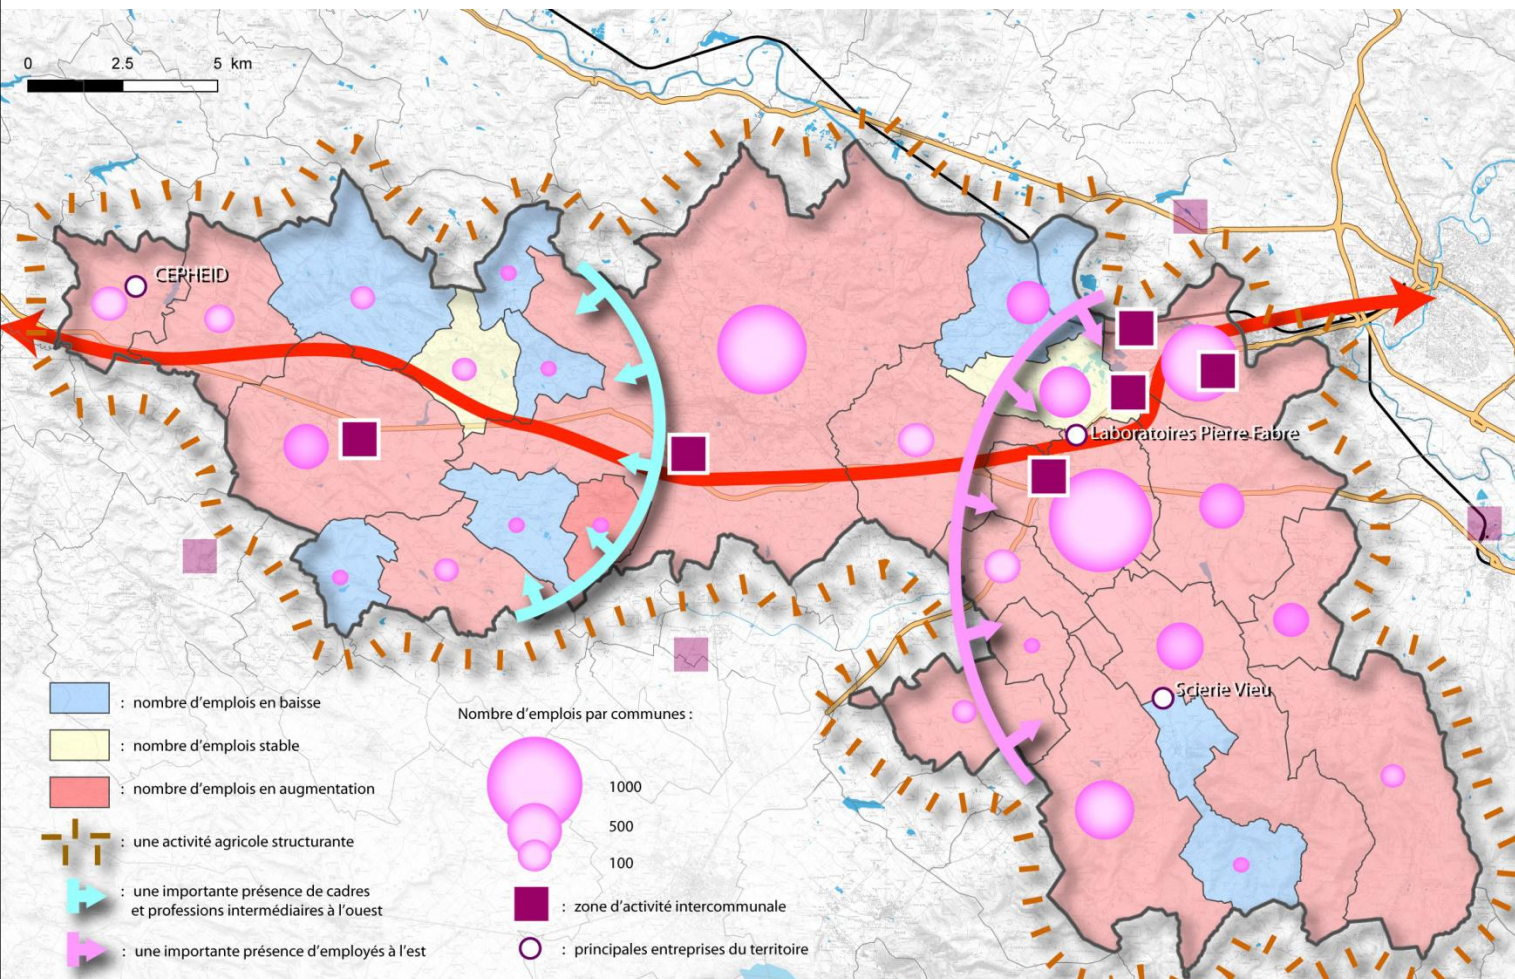 0 2.5 5 km
CEPHEID
Laboratoires Pierre Fabre
Scierie Vieu
: nombre d'emplois en baisse
: nombre d'emplois stable
: nombre d'emplois en augmentation
: une activité agricole structurante
: une importante présence de cadres
et professions intermédiaires à l'ouest
: une importante présence d'employés à l'est
Nombre d'emplois par communes :
1000
500
100
: zone d'activité intercommunale
: principales entreprises du territoire